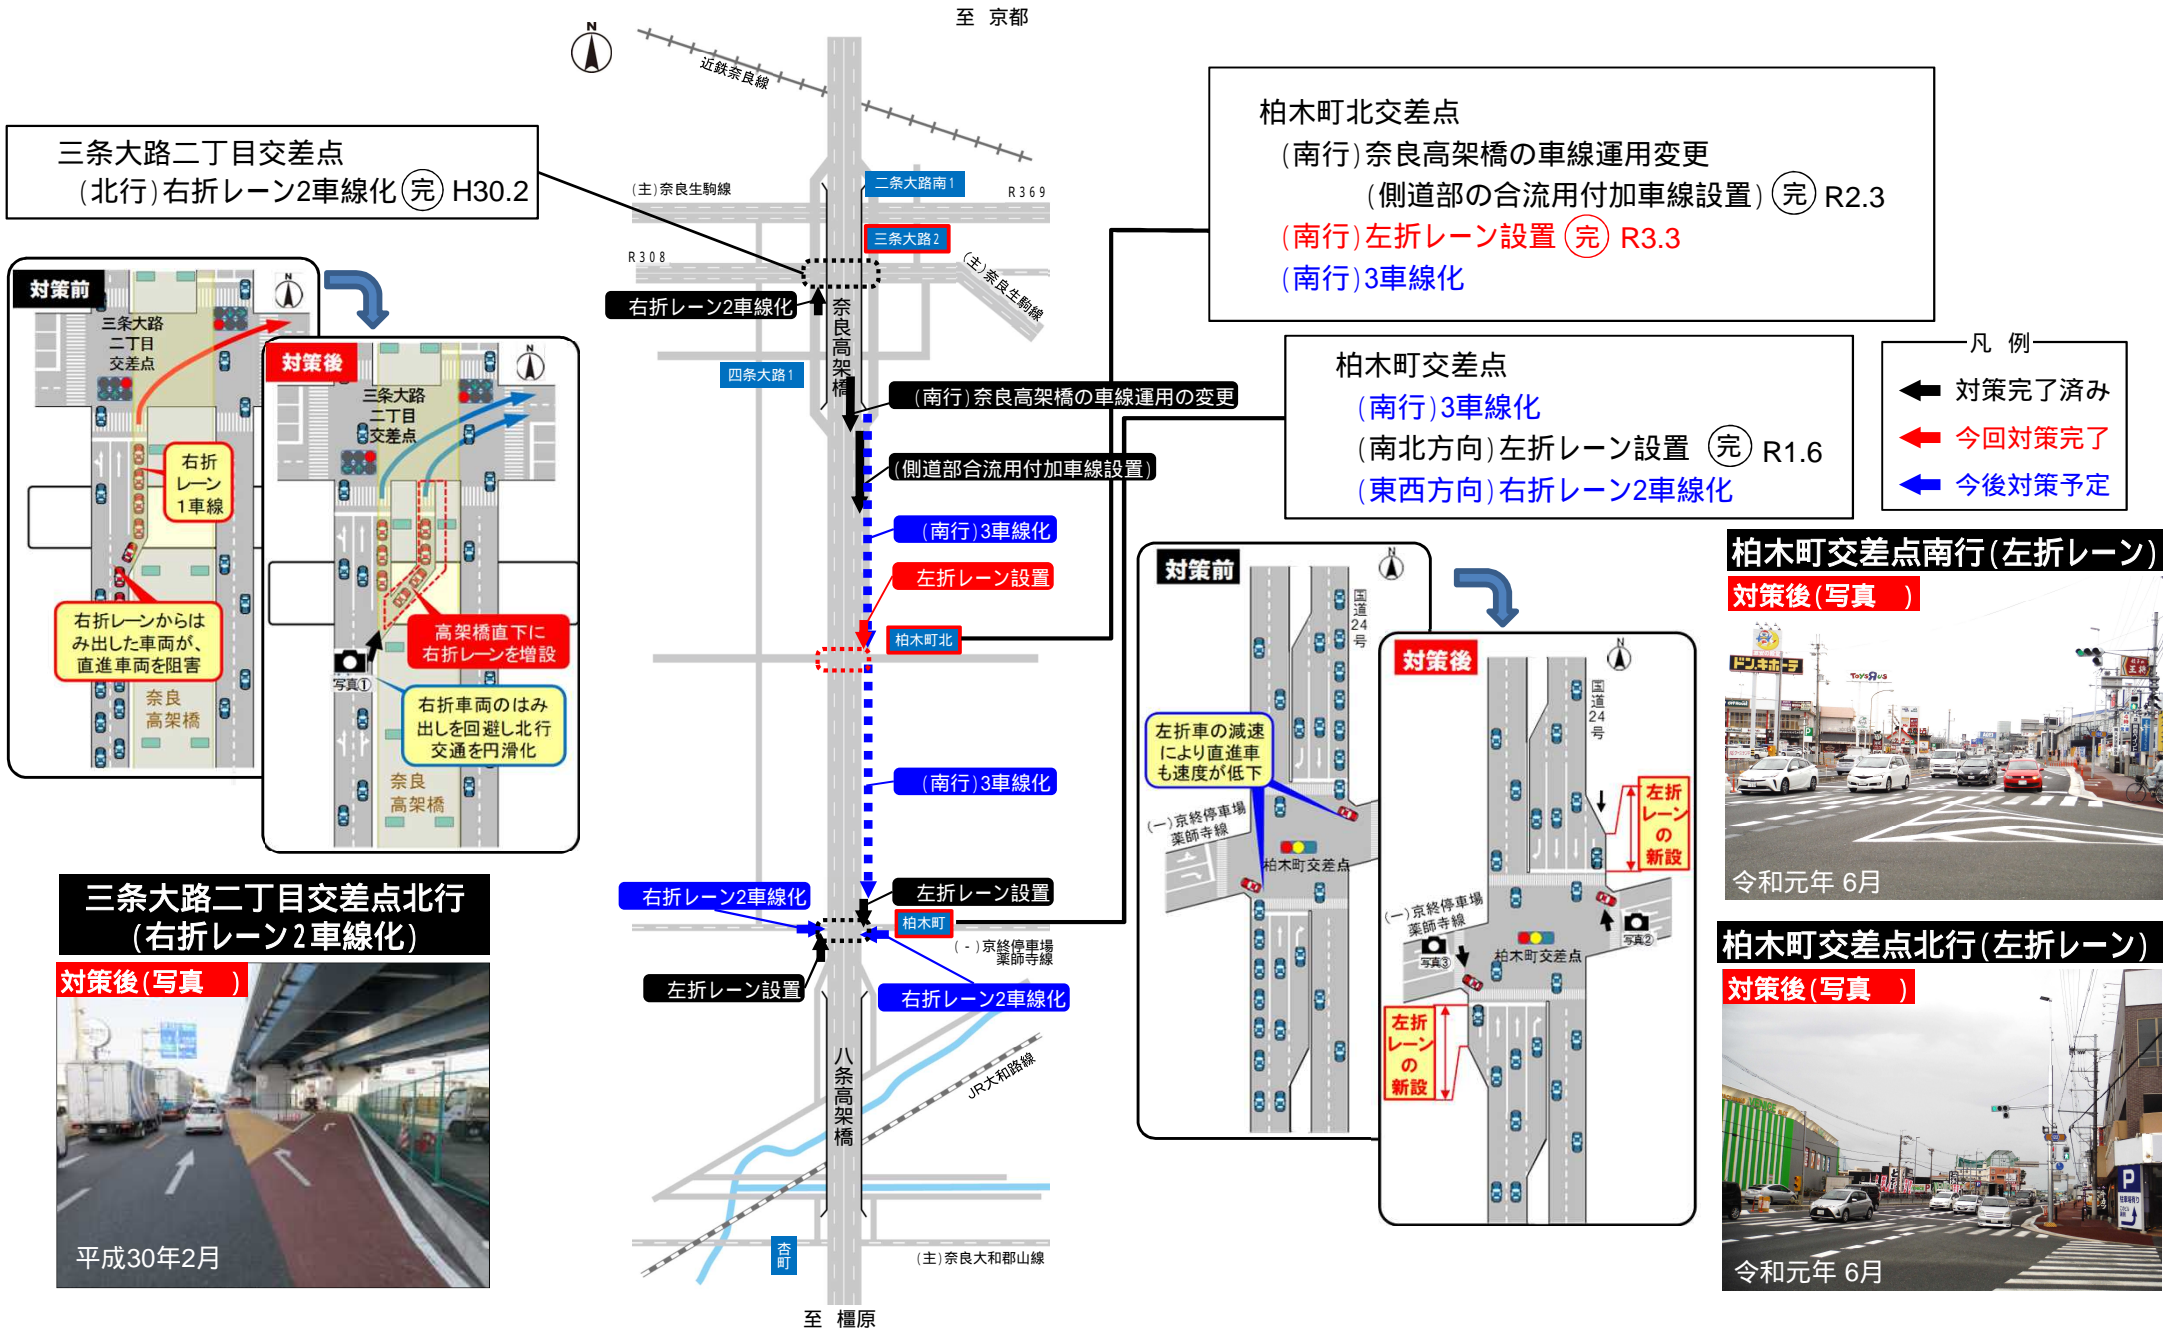 至 京都
N
近鉄奈良線
三条大路二丁目交差点
(北行)右折レーン2車線化 完 H30.2
柏木町北交差点
(南行)奈良高架橋の車線運用変更
(側道部の合流用付加車線設置) 完 R2.3
(南行)左折レーン設置 完 R3.3
(南行)3車線化
柏木町交差点
(南行)3車線化
(南北方向)左折レーン設置 完 R1.6
(東西方向)右折レーン2車線化
凡 例
対策完了済み
今回対策完了
今後対策予定
(主)奈良生駒線
二条大路南1
R369
三条大路2
R308
(主)奈良生駒線
右折レーン2車線化
奈良高架橋
四条大路1
(南行)奈良高架橋の車線運用の変更
(側道部合流用付加車線設置)
(南行)3車線化
左折レーン設置
柏木町北
(南行)3車線化
右折レーン2車線化
左折レーン設置
柏木町
(-)京終停車場
薬師寺線
左折レーン設置
右折レーン2車線化
八条高架橋
JR大和路線
杏町
(主)奈良大和郡山線
至 橿原
対策前
N
三条大路
二丁目
交差点
右折
レーン
1車線
右折レーンからは
み出した車両が、
直進車両を阻害
奈良
高架橋
対策後
N
三条大路
二丁目
交差点
高架橋直下に
右折レーンを増設
写真①
右折車両のはみ
出しを回避し北行
交通を円滑化
奈良
高架橋
三条大路二丁目交差点北行
(右折レーン2車線化)
対策後(写真 )
平成30年2月
対策前
N
国道24号
左折車の減速
により直進車
も速度が低下
(一)京終停車場
薬師寺線
柏木町交差点
対策後
N
国道24号
左折
レーン
の
新設
(一)京終停車場
薬師寺線
写真②
写真③
柏木町交差点
左折
レーン
の
新設
柏木町交差点南行(左折レーン)
対策後(写真 )
ドン.キホーテ
TOYSRUS
王将
令和元年 6月
柏木町交差点北行(左折レーン)
対策後(写真 )
P
令和元年 6月